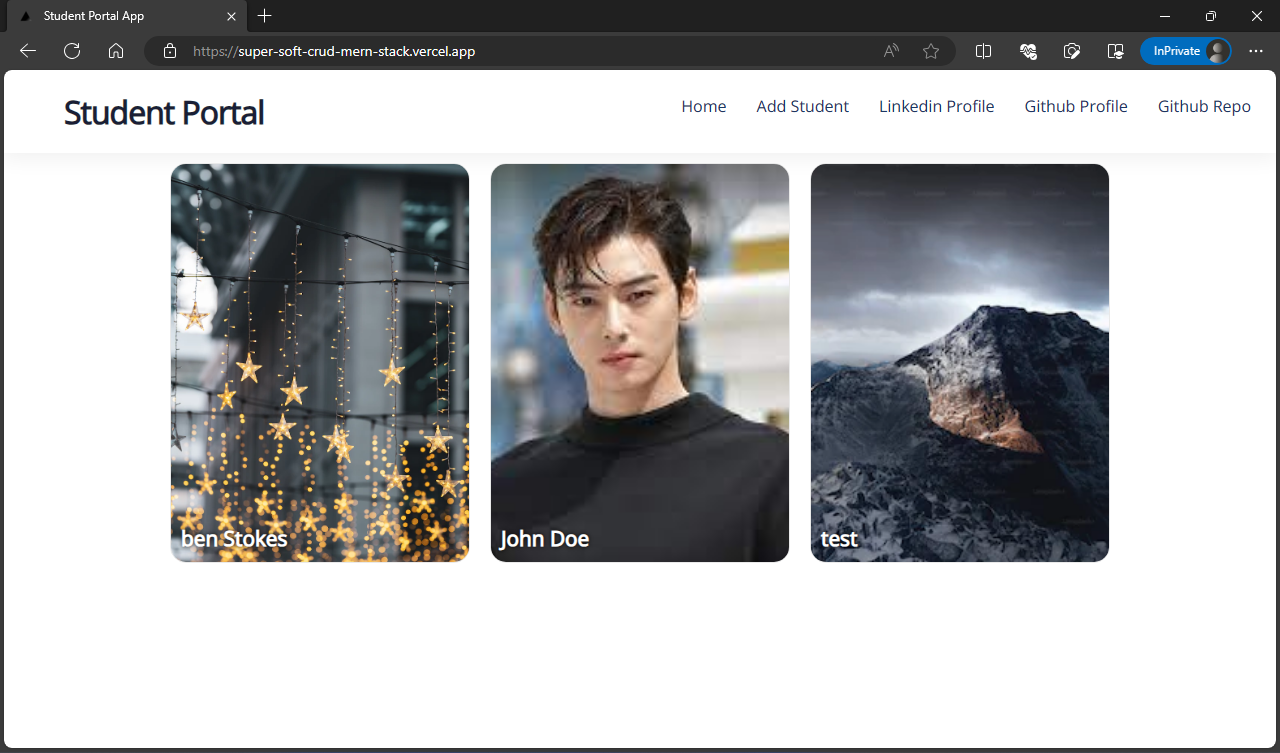 Student Portal App
https://super-soft-crud-mern-stack.vercel.app
InPrivate
Student Portal
Home
Add Student
Linkedin Profile
Github Profile
Github Repo
ben Stokes
John Doe
test